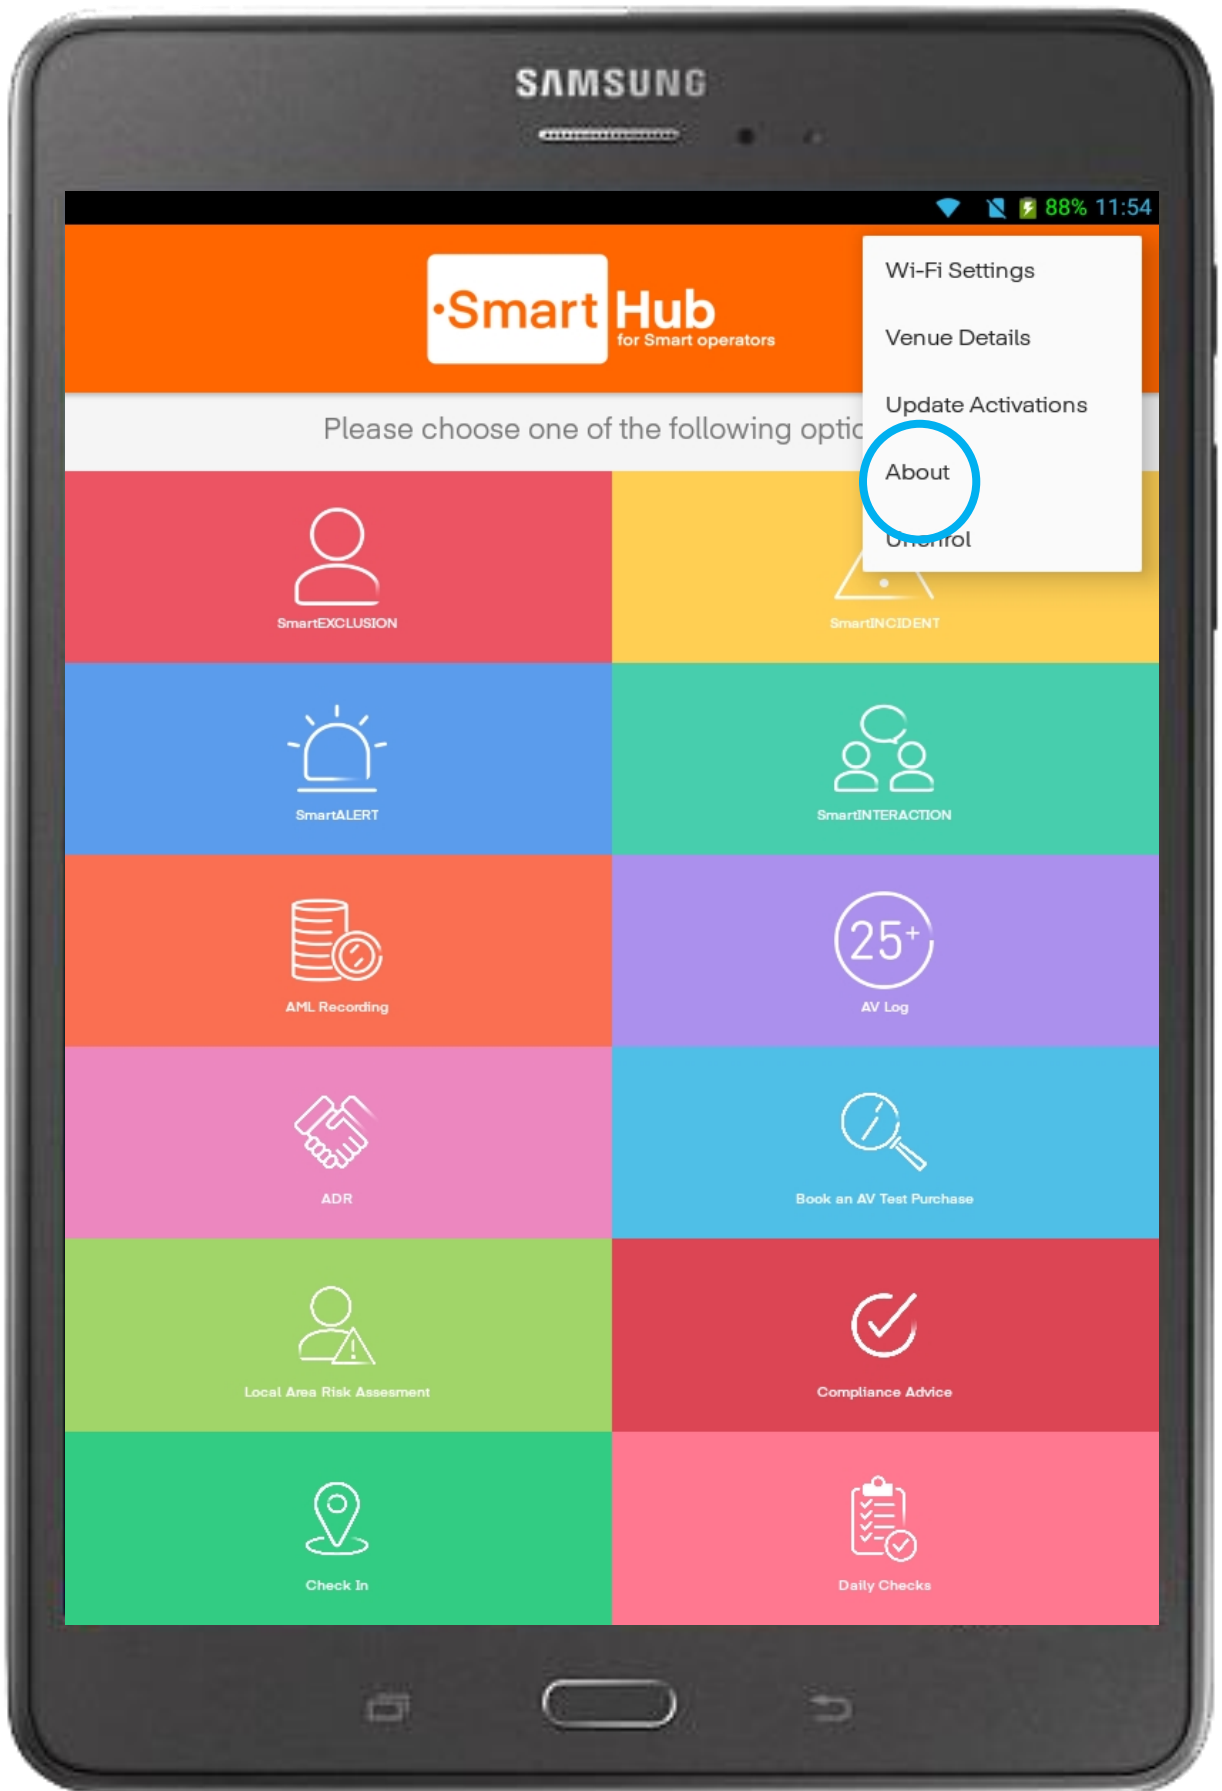 SAMSUNG
88% 11:54
·Smart Hub
for Smart operators
Wi-Fi Settings
Venue Details
Update Activations
About
Unenrol
Please choose one of the following optio
SmartEXCLUSION
SmartINCIDENT
SmartALERT
SmartINTERACTION
AML Recording
25+
AV Log
ADR
Book an AV Test Purchase
Local Area Risk Assesment
Compliance Advice
Check In
Daily Checks